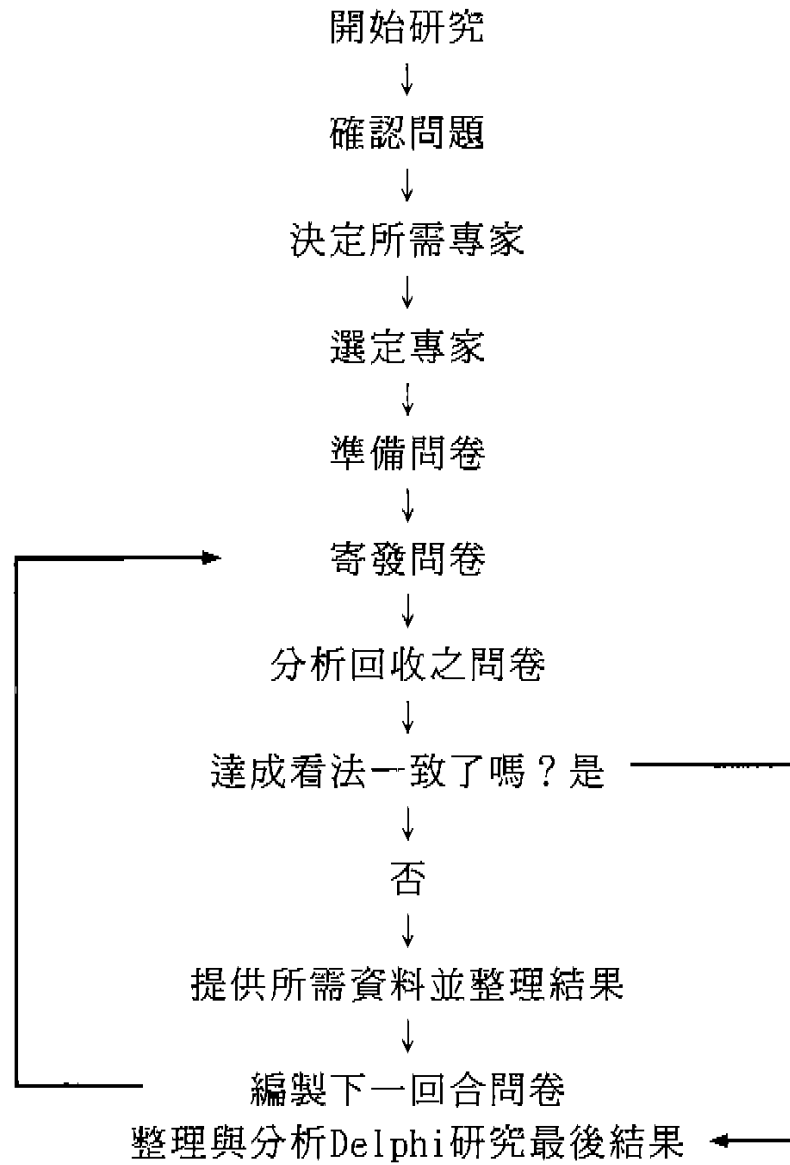 開始研究
↓
確認問題
↓
決定所需專家
↓
選定專家
↓
準備問卷
↓
寄發問卷
↓
分析回收之問卷
↓
達成看法一致了嗎？是
↓
否
↓
提供所需資料並整理結果
↓
編製下一回合問卷
整理與分析Delphi研究最後結果